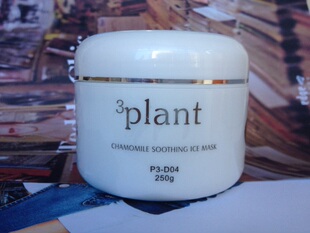 ³plant
CHAMOMILE SOOTHING ICE MASK
P3-D04
250g